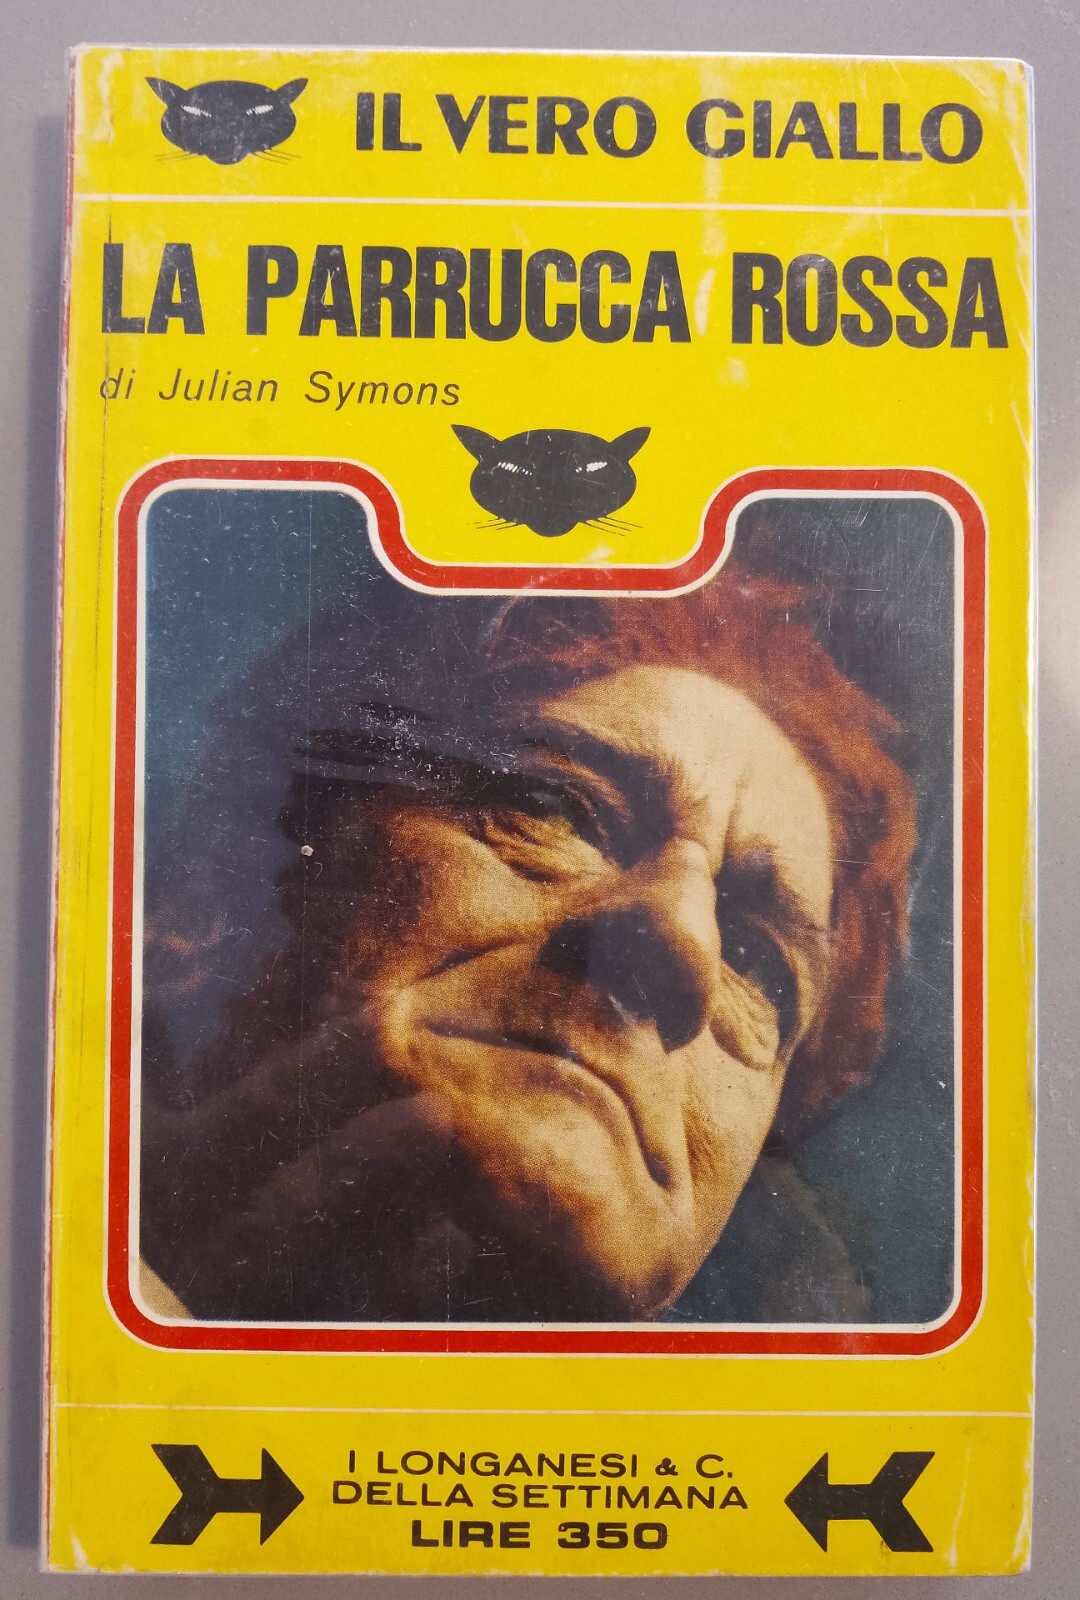 IL VERO GIALLO
LA PARRUCCA ROSSA
di Julian Symons
I LONGANESI & C.
DELLA SETTIMANA
LIRE 350